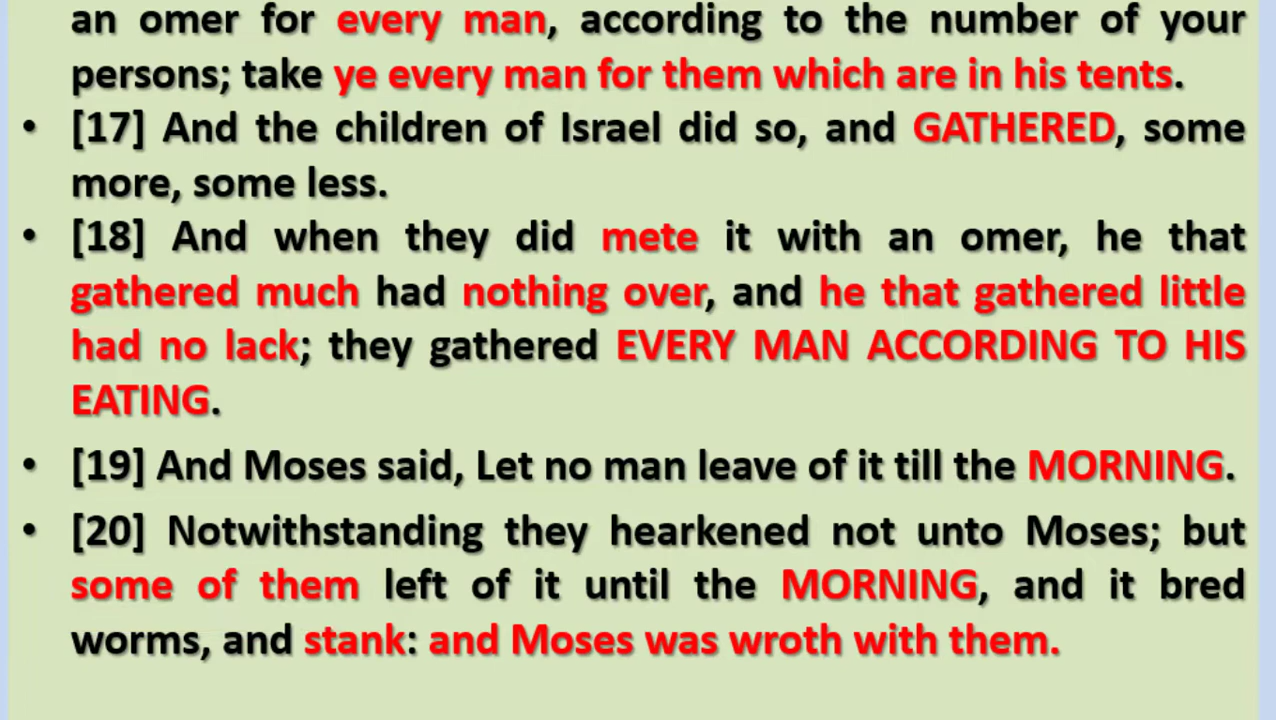 an omer for every man, according to the number of your
persons; take ye every man for them which are in his tents.
• [17] And the children of Israel did so, and GATHERED, some
more, some less.
• [18] And when they did mete it with an omer, he that
gathered much had nothing over, and he that gathered little
had no lack; they gathered EVERY MAN ACCORDING TO HIS
EATING.
• [19] And Moses said, Let no man leave of it till the MORNING.
• [20] Notwithstanding they hearkened not unto Moses; but
some of them left of it until the MORNING, and it bred
worms, and stank: and Moses was wroth with them.